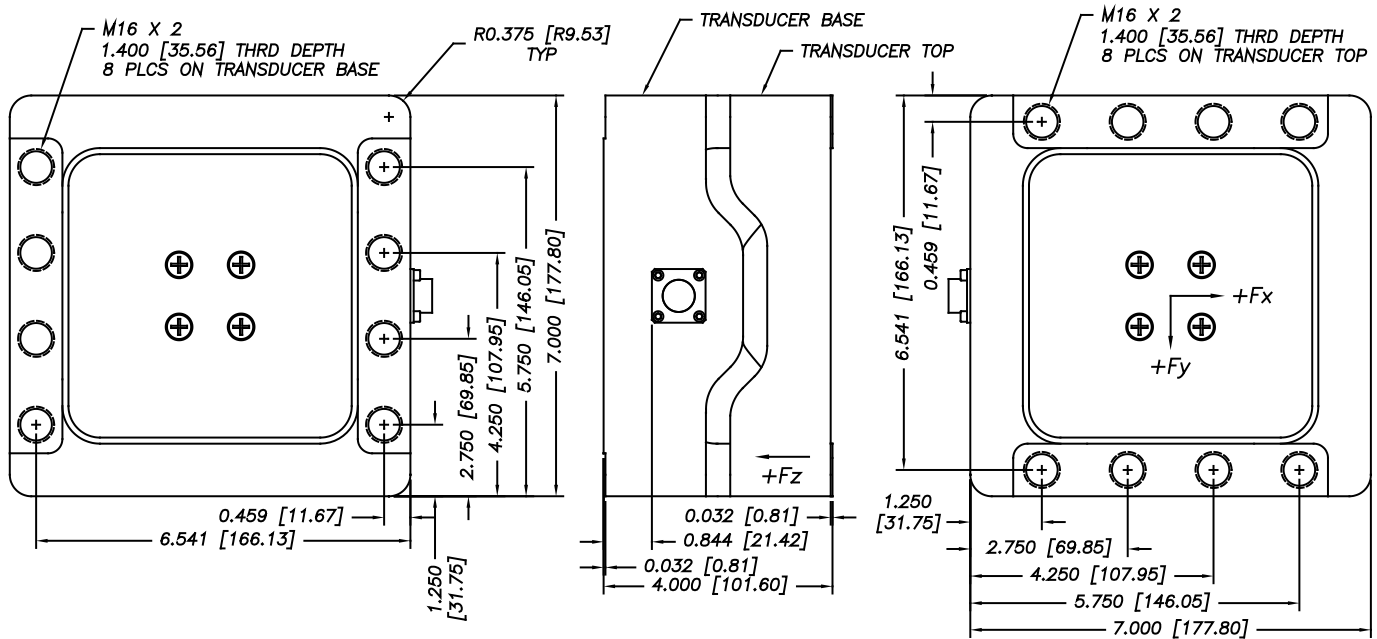 M16 X 2
1.400 [35.56] THRD DEPTH
8 PLCS ON TRANSDUCER BASE
R0.375 [R9.53]
TYP
2.750 [69.85]
4.250 [107.95]
5.750 [146.05]
7.000 [177.80]
0.459 [11.67]
6.541 [166.13]
1.250
[31.75]
TRANSDUCER BASE
TRANSDUCER TOP
+Fz
0.032 [0.81]
0.844 [21.42]
0.032 [0.81]
4.000 [101.60]
M16 X 2
1.400 [35.56] THRD DEPTH
8 PLCS ON TRANSDUCER TOP
6.541 [166.13]
0.459 [11.67]
+Fx
+Fy
1.250
[31.75]
2.750 [69.85]
4.250 [107.95]
5.750 [146.05]
7.000 [177.80]